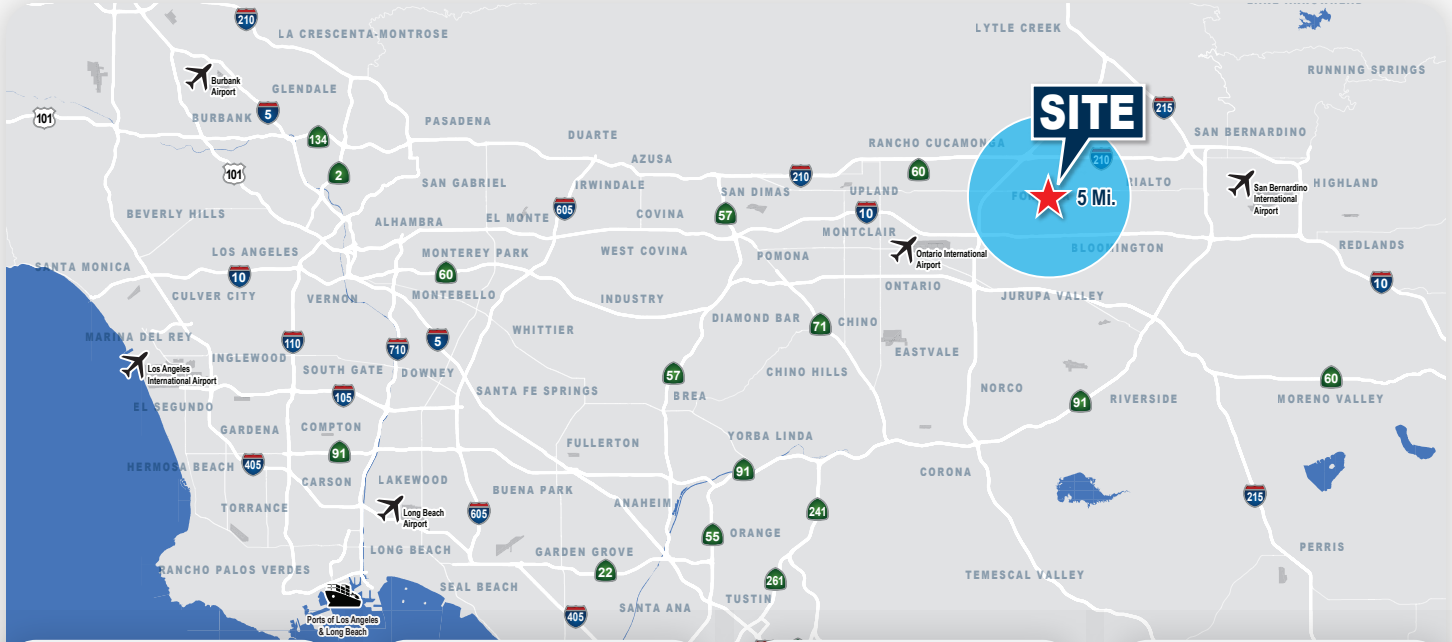 210
LA CRESCENTA-MONTROSE
LYTLE CREEK
RUNNING SPRINGS
Burbank
Airport
GLENDALE
5
BURBANK
101
134
PASADENA
DUARTE
SITE
215
SAN BERNARDINO
RANCHO CUCAMONGA
210
AZUSA
101
2
SAN GABRIEL
IRWINDALE
SAN DIMAS
210
UPLAND
60
RIALTO
5 Mi.
San Bernardino
International
Airport
HIGHLAND
BEVERLY HILLS
ALHAMBRA
EL MONTE
605
COVINA
57
10
MONTCLAIR
LOS ANGELES
MONTEREY PARK
WEST COVINA
POMONA
Ontario International
Airport
BLOOMINGTON
REDLANDS
SANTA MONICA
10
60
10
CULVER CITY
VERNON
MONTEBELLO
INDUSTRY
ONTARIO
JURUPA VALLEY
DIAMOND BAR
71
CHINO
MARINA DEL REY
110
710
5
WHITTIER
EASTVALE
Los Angeles
International Airport
INGLEWOOD
SOUTH GATE
DOWNEY
57
CHINO HILLS
60
105
SANTA FE SPRINGS
BREA
NORCO
91
RIVERSIDE
MORENO VALLEY
EL SEGUNDO
GARDENA
COMPTON
91
FULLERTON
YORBA LINDA
HERMOSA BEACH
405
CARSON
LAKEWOOD
BUENA PARK
91
CORONA
TORRANCE
Long Beach
Airport
605
ANAHEIM
241
215
LONG BEACH
GARDEN GROVE
55
ORANGE
PERRIS
RANCHO PALOS VERDES
SEAL BEACH
22
261
TEMESCAL VALLEY
Ports of Los Angeles
& Long Beach
405
SANTA ANA
TUSTIN